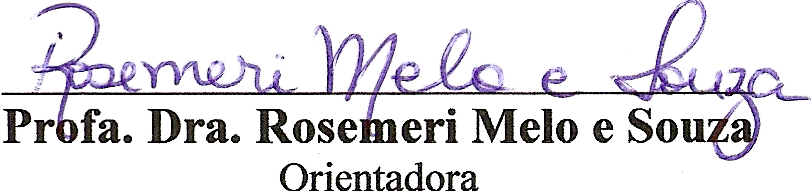 Rosemeri Melo e Souza
Profa. Dra. Rosemeri Melo e Souza
Orientadora